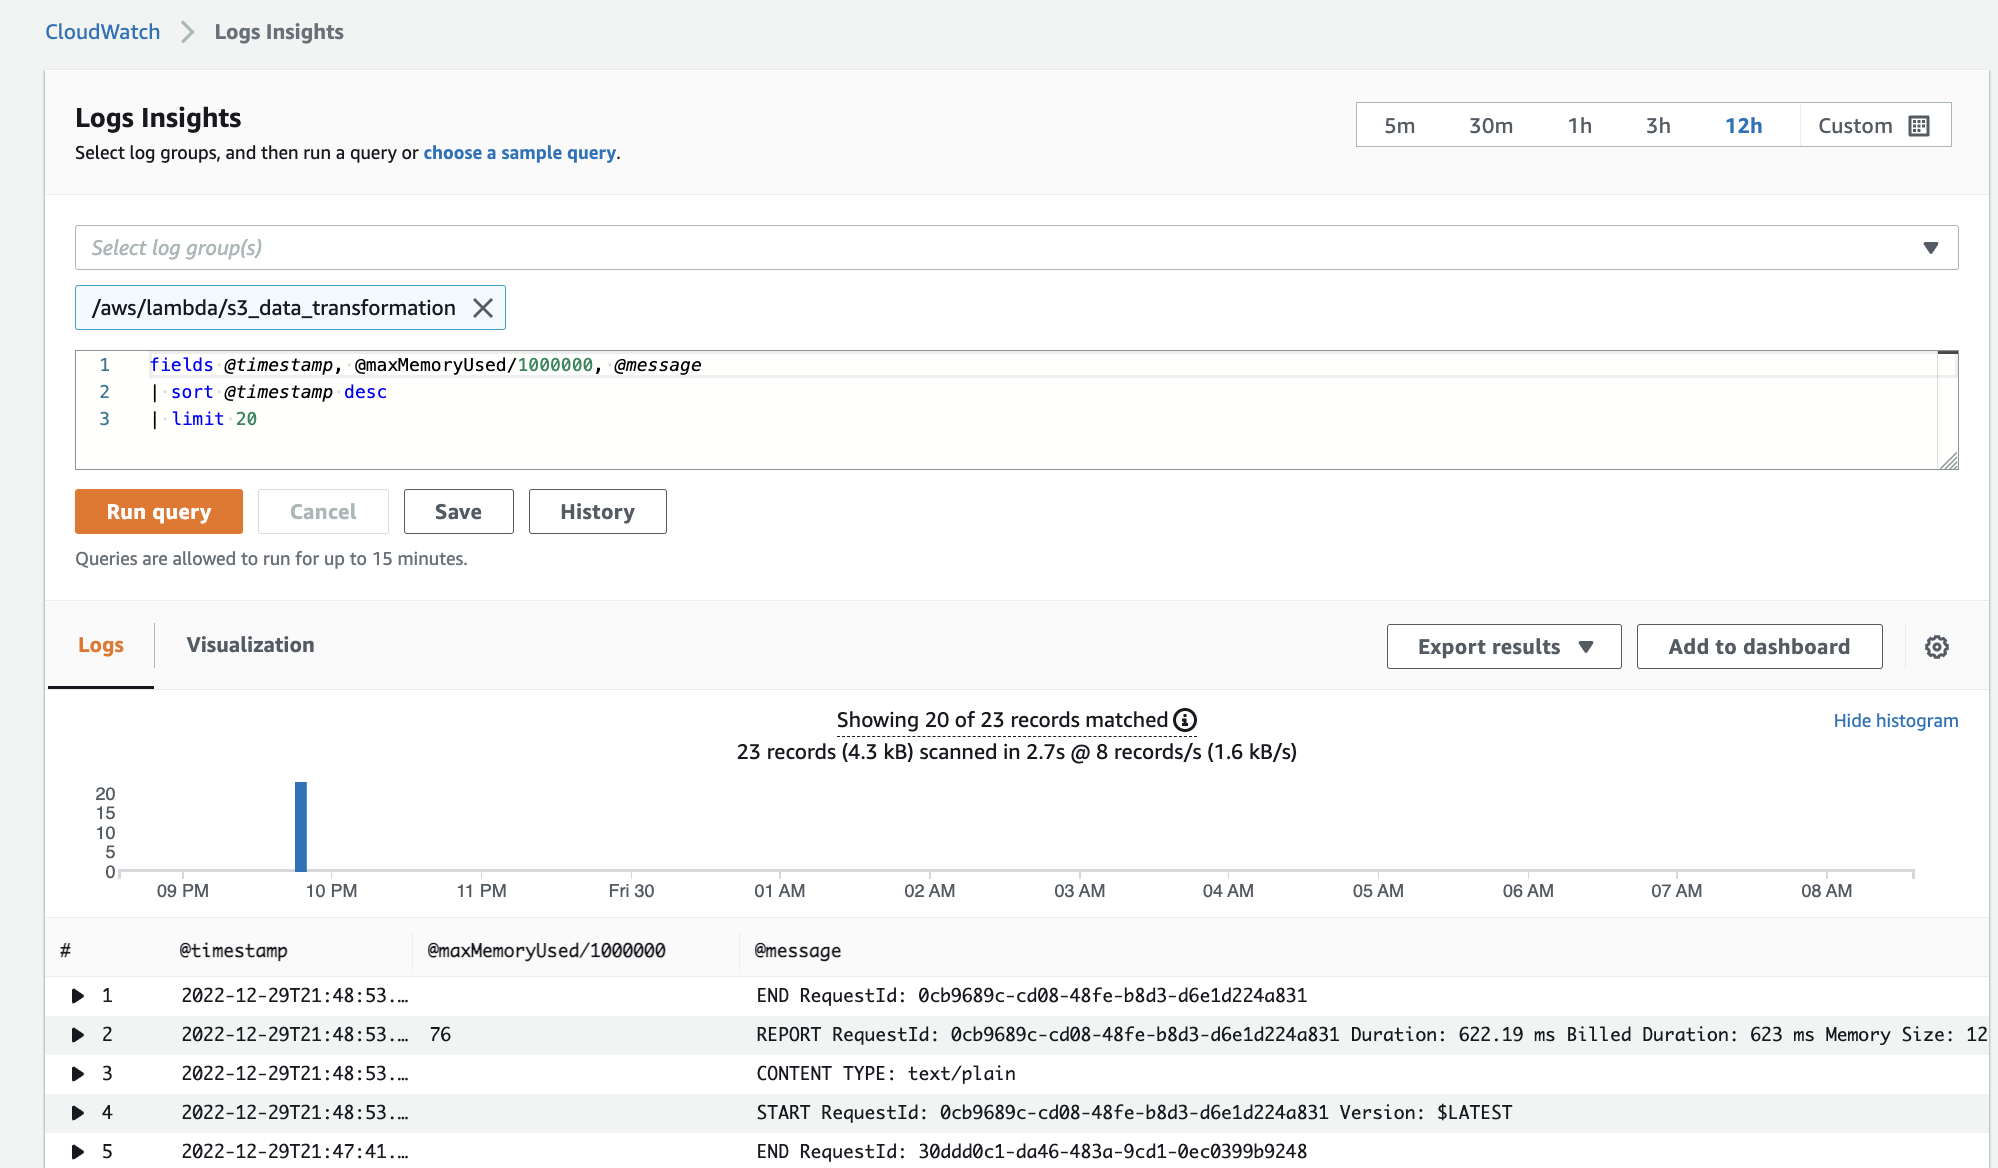 CloudWatch > Logs Insights
Logs Insights
Select log groups, and then run a query or choose a sample query.
5m 30m 1h 3h 12h Custom
Select log group(s)
/aws/lambda/s3_data_transformation
1 fields @timestamp, @maxMemoryUsed/1000000, @message
2 | sort @timestamp desc
3 | limit 20
Run query Cancel Save History
Queries are allowed to run for up to 15 minutes.
Logs Visualization Export results Add to dashboard
Showing 20 of 23 records matched
Hide histogram
23 records (4.3 kB) scanned in 2.7s @ 8 records/s (1.6 kB/s)
20
15
10
5
0
09 PM 10 PM 11 PM Fri 30 01 AM 02 AM 03 AM 04 AM 05 AM 06 AM 07 AM 08 AM
# @timestamp @maxMemoryUsed/1000000 @message
1 2022-12-29T21:48:53.… END RequestId: 0cb9689c-cd08-48fe-b8d3-d6e1d224a831
2 2022-12-29T21:48:53.… 76 REPORT RequestId: 0cb9689c-cd08-48fe-b8d3-d6e1d224a831 Duration: 622.19 ms Billed Duration: 623 ms Memory Size: 12
3 2022-12-29T21:48:53.… CONTENT TYPE: text/plain
4 2022-12-29T21:48:53.… START RequestId: 0cb9689c-cd08-48fe-b8d3-d6e1d224a831 Version: $LATEST
5 2022-12-29T21:47:41.… END RequestId: 30ddd0c1-da46-483a-9cd1-0ec0399b9248